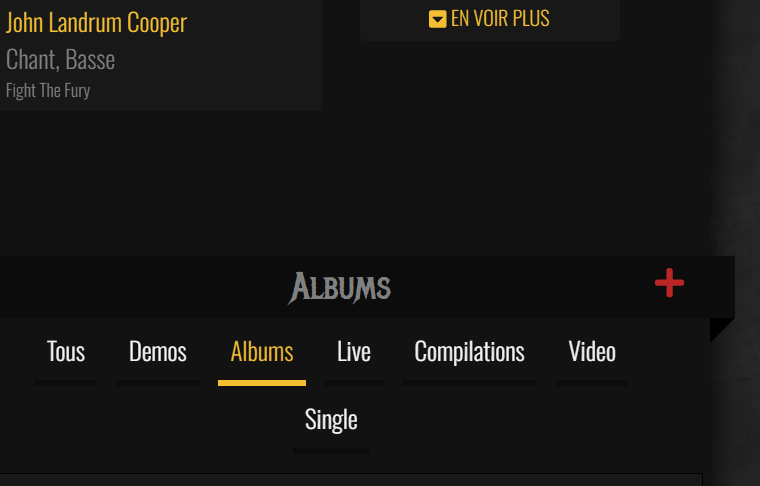 John Landrum Cooper
Chant, Basse
Fight The Fury
EN VOIR PLUS
Albums
Tous Demos Albums Live Compilations Video
Single